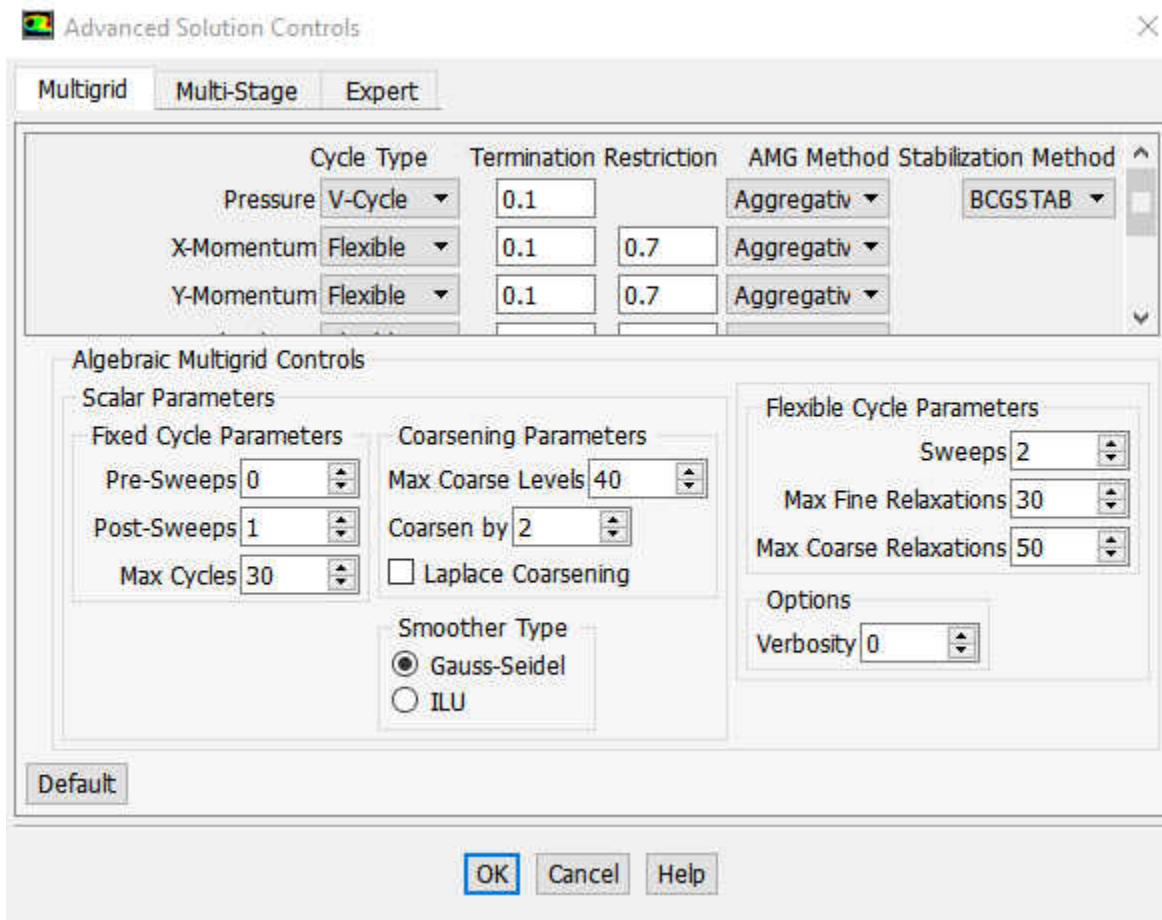 Advanced Solution Controls
Multigrid Multi-Stage Expert
Cycle Type Termination Restriction AMG Method Stabilization Method
Pressure V-Cycle 0.1 Aggregativ BCGSTAB
X-Momentum Flexible 0.1 0.7 Aggregativ
Y-Momentum Flexible 0.1 0.7 Aggregativ
Algebraic Multigrid Controls
Scalar Parameters
Fixed Cycle Parameters
Pre-Sweeps 0
Post-Sweeps 1
Max Cycles 30
Coarsening Parameters
Max Coarse Levels 40
Coarsen by 2
Laplace Coarsening
Smoother Type
Gauss-Seidel
ILU
Flexible Cycle Parameters
Sweeps 2
Max Fine Relaxations 30
Max Coarse Relaxations 50
Options
Verbosity 0
Default
OK Cancel Help